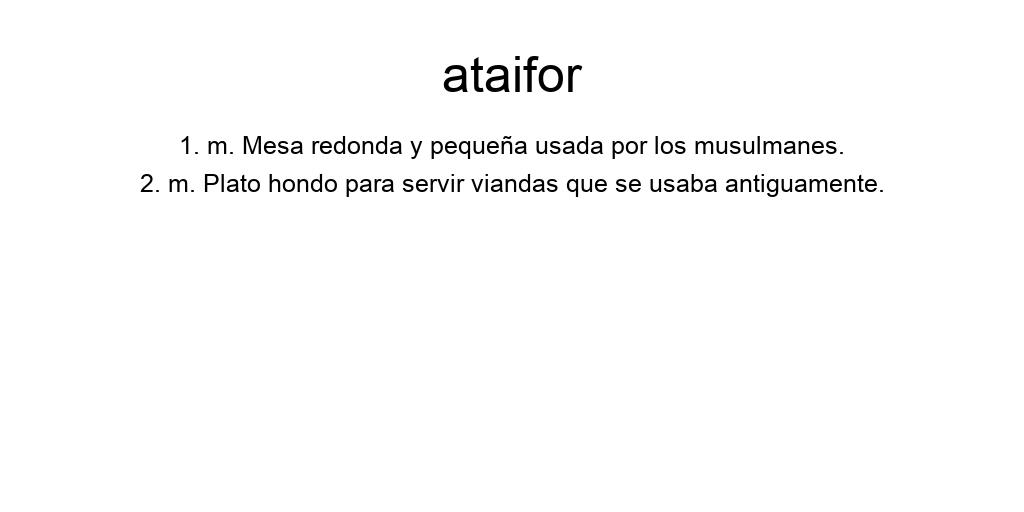 ataifor
1. m. Mesa redonda y pequeña usada por los musulmanes.
2. m. Plato hondo para servir viandas que se usaba antiguamente.